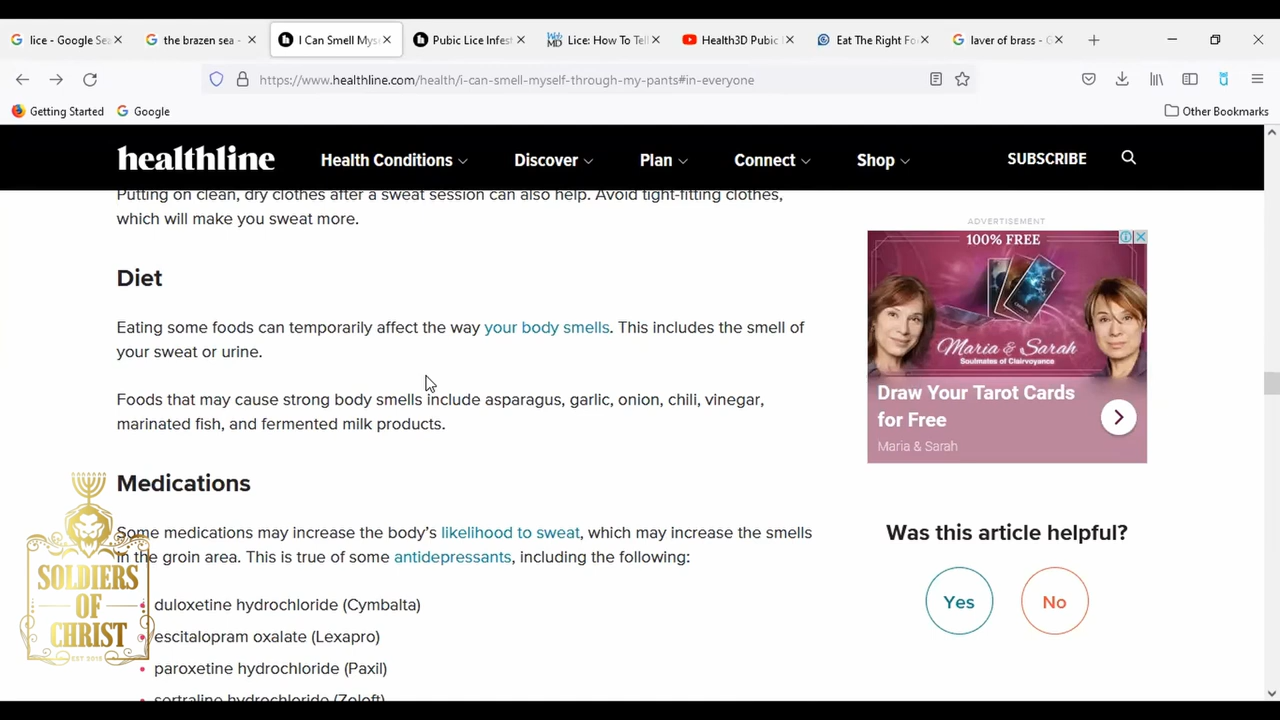 lice - Google Sea
the brazen sea -
I Can Smell Myse
Pubic Lice Infest
Web MD
Lice: How To Tell
Health3D Pubic
Eat The Right Fo
laver of brass - G
https://www.healthline.com/health/i-can-smell-myself-through-my-pants#in-everyone
Getting Started
Google
Other Bookmarks
healthline
Health Conditions
Discover
Plan
Connect
Shop
SUBSCRIBE
Putting on clean, dry clothes after a sweat session can also help. Avoid tight-fitting clothes,
which will make you sweat more.
Diet
Eating some foods can temporarily affect the way your body smells. This includes the smell of
your sweat or urine.
Foods that may cause strong body smells include asparagus, garlic, onion, chili, vinegar,
marinated fish, and fermented milk products.
Medications
Some medications may increase the body's likelihood to sweat, which may increase the smells
in the groin area. This is true of some antidepressants, including the following:
duloxetine hydrochloride (Cymbalta)
escitalopram oxalate (Lexapro)
paroxetine hydrochloride (Paxil)
sertraline hydrochloride (Zoloft)
ADVERTISEMENT
100% FREE
Maria & Sarah
Soulmates of Clairvoyance
Draw Your Tarot Cards
for Free
Maria & Sarah
Was this article helpful?
Yes
No
SOLDIERS
OF
CHRIST
EST 2015